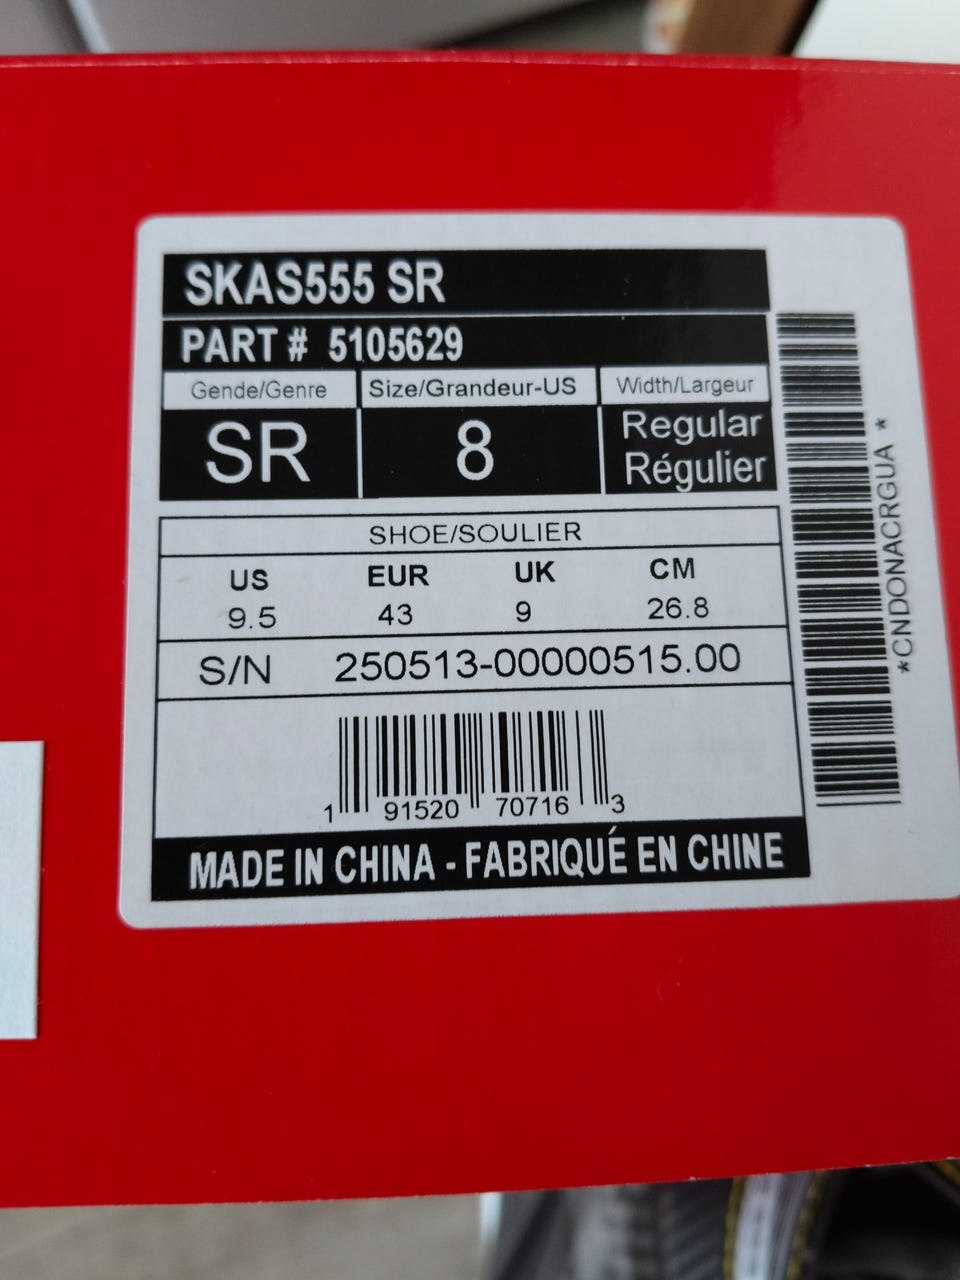 SKAS555 SR
PART # 5105629
Gende/Genre Size/Grandeur-US Width/Largeur
SR 8 Regular
Régulier
SHOE/SOULIER
US EUR UK CM
9.5 43 9 26.8
S/N 250513-00000515.00
1 91520 70716 3
MADE IN CHINA - FABRIQUÉ EN CHINE
*CNDONACRGUA *